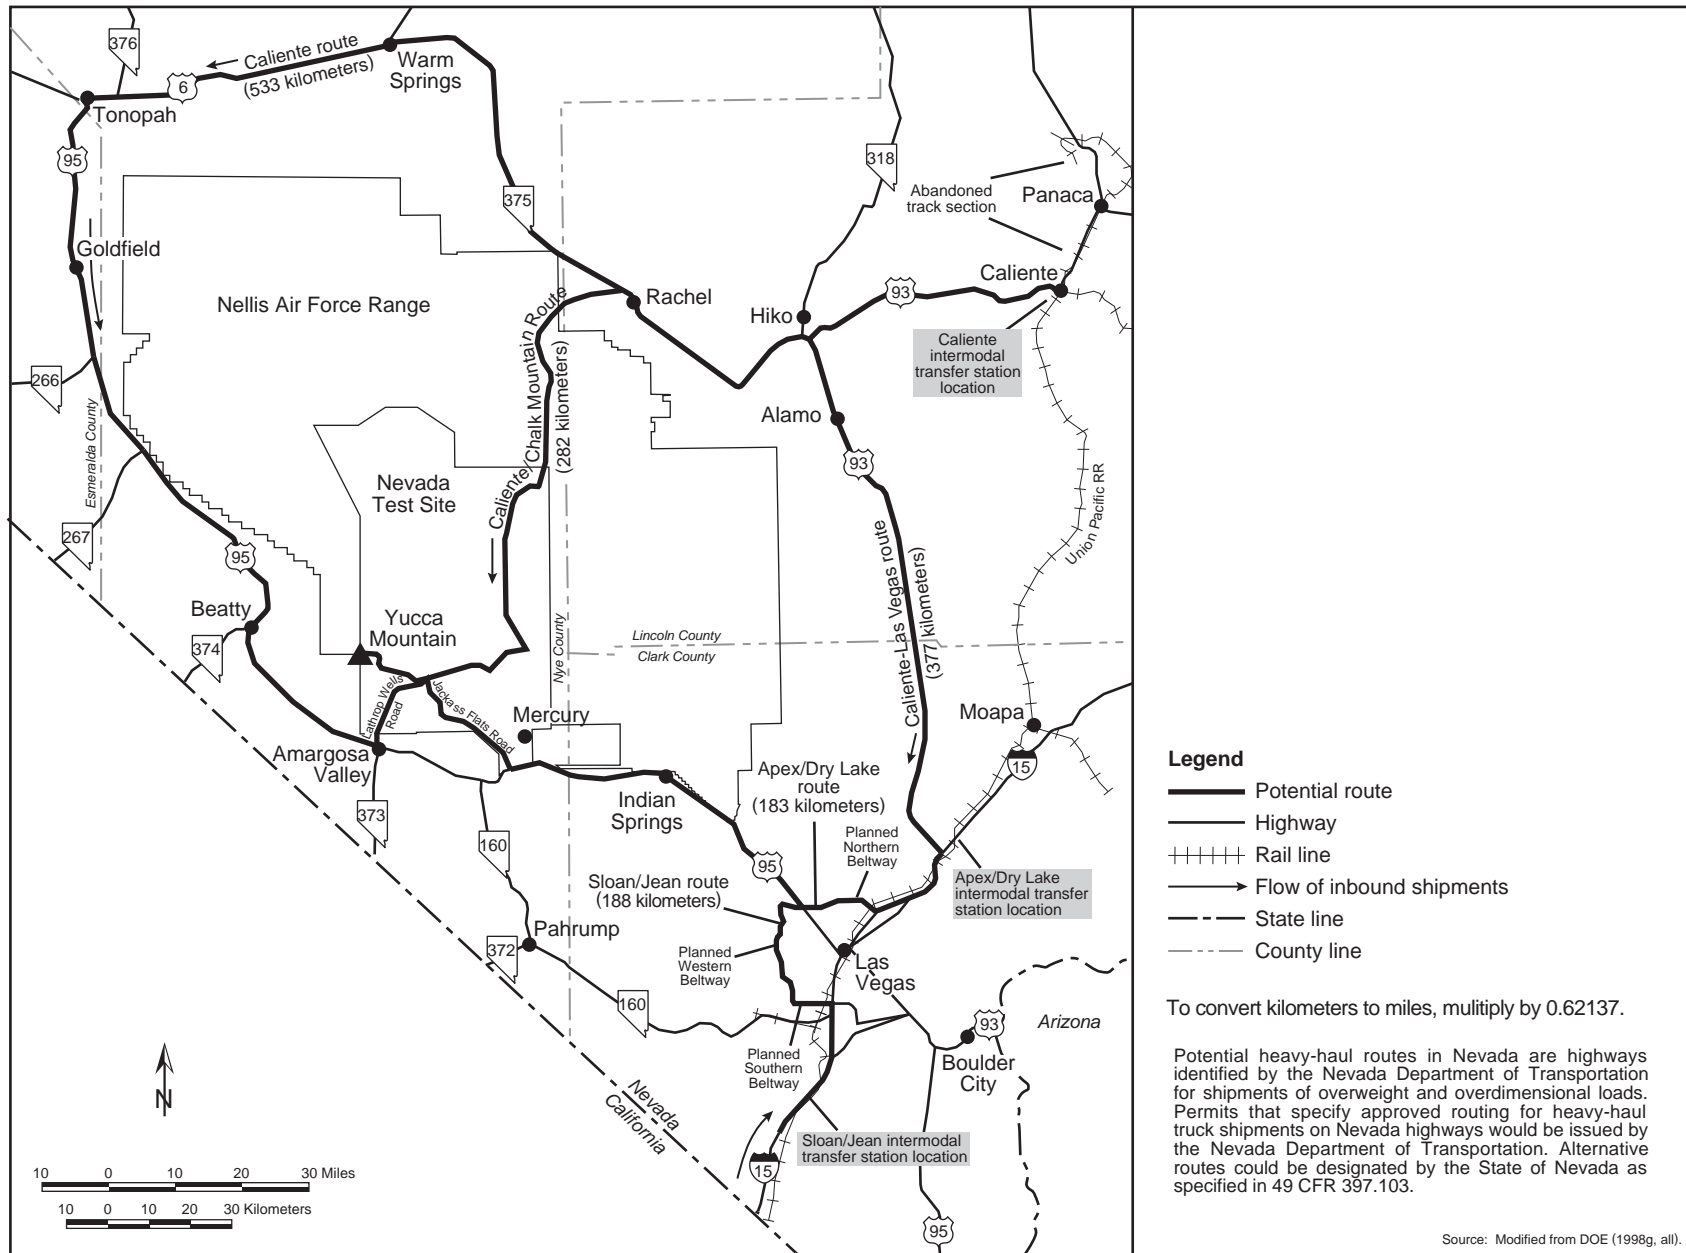 376
Caliente route
(533 kilometers)
Warm
Springs
6
Tonopah
95
375
318
Abandoned
track section
Panaca
Goldfield
Nellis Air Force Range
Rachel
Hiko
93
Caliente
Caliente
intermodal
transfer station
location
266
Esmeralda County
Caliente/Chalk Mountain Route
(282 kilometers)
Alamo
93
Nevada
Test Site
Union Pacific RR
267
95
Caliente-Las Vegas route
(377 kilometers)
Beatty
374
Yucca
Mountain
Nye County
Lincoln County
Clark County
Lathrop Wells
Road
Jackass Flats Road
Mercury
Moapa
15
Amargosa
Valley
373
160
Indian
Springs
Apex/Dry Lake
route
(183 kilometers)
Planned
Northern
Beltway
95
Sloan/Jean route
(188 kilometers)
Apex/Dry Lake
intermodal transfer
station location
372
Pahrump
Planned
Western
Beltway
Las
Vegas
160
93
Arizona
Boulder
City
Planned
Southern
Beltway
Nevada
California
N
Sloan/Jean intermodal
transfer station location
15
95
10 0 10 20 30 Miles
10 0 10 20 30 Kilometers
Legend
Potential route
Highway
Rail line
Flow of inbound shipments
State line
County line
To convert kilometers to miles, mulitiply by 0.62137.
Potential heavy-haul routes in Nevada are highways
identified by the Nevada Department of Transportation
for shipments of overweight and overdimensional loads.
Permits that specify approved routing for heavy-haul
truck shipments on Nevada highways would be issued by
the Nevada Department of Transportation. Alternative
routes could be designated by the State of Nevada as
specified in 49 CFR 397.103.
Source: Modified from DOE (1998g, all).